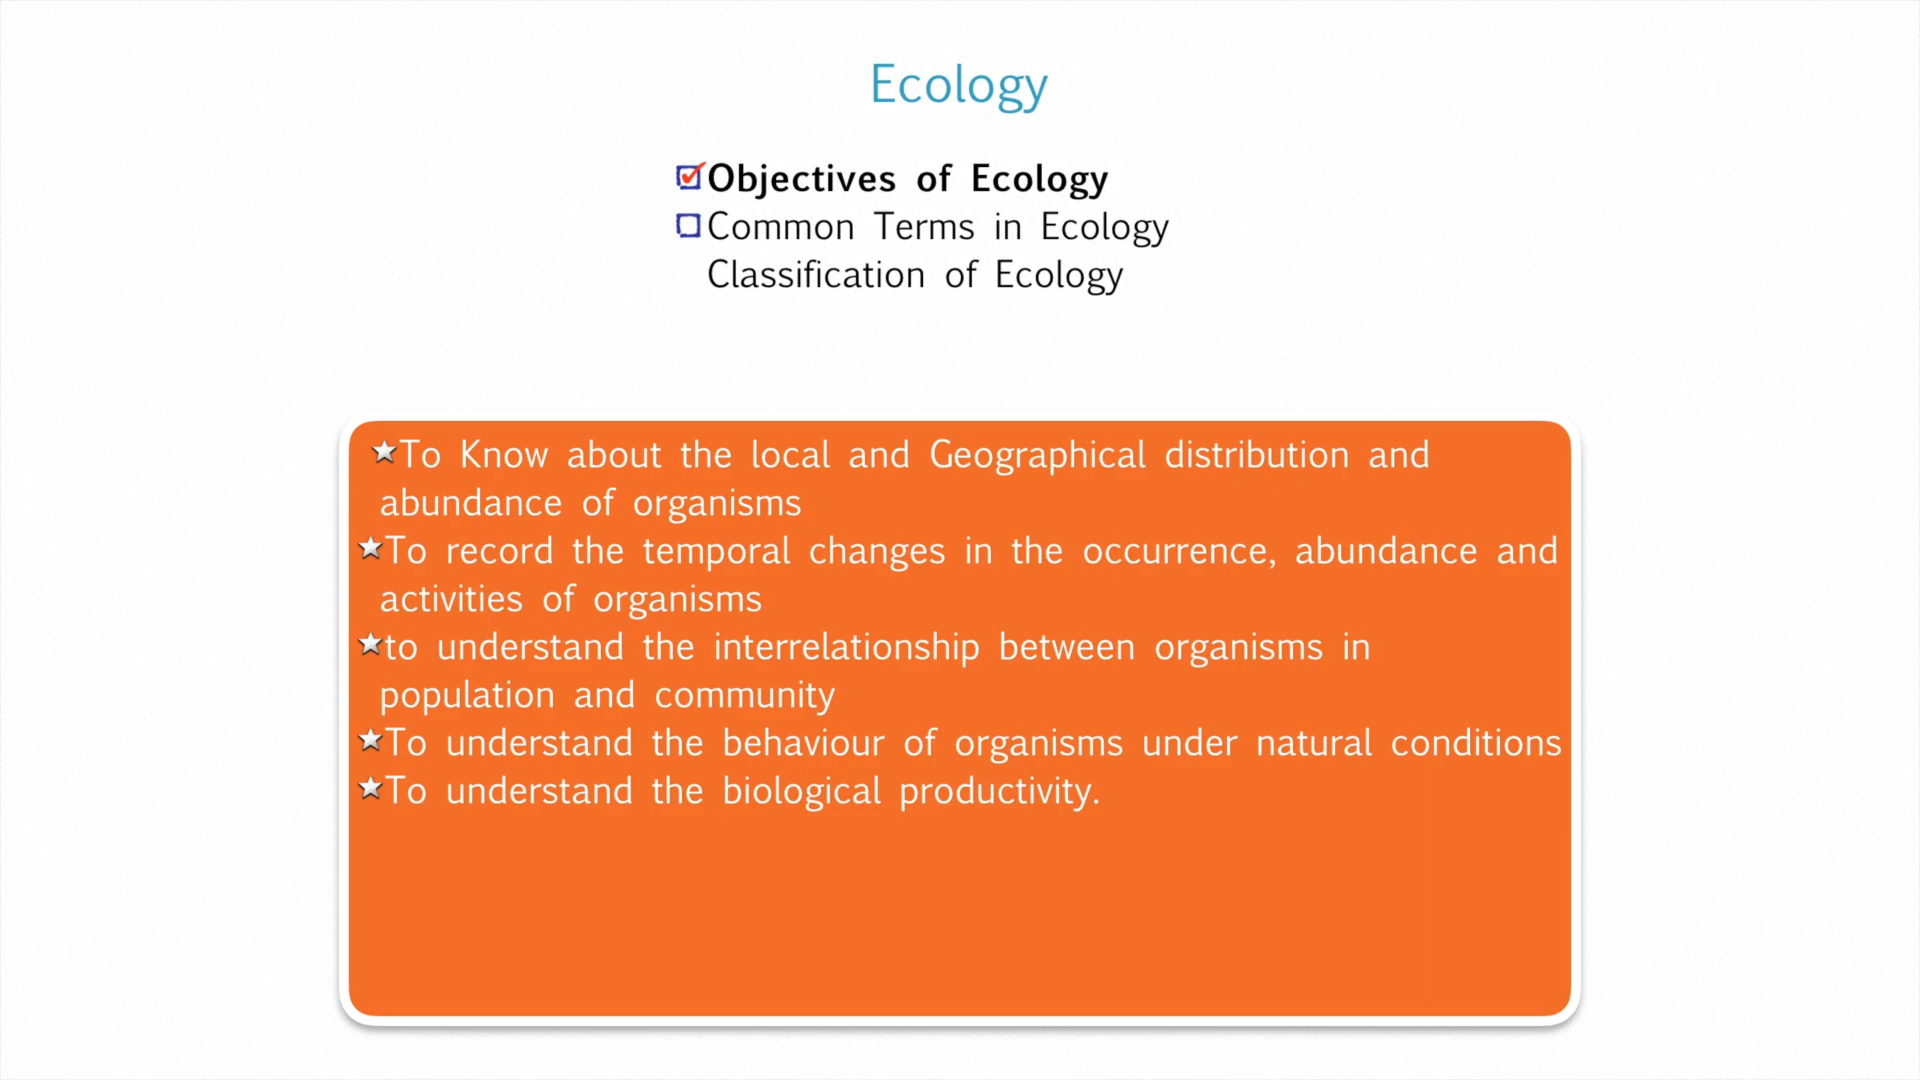 Ecology
Objectives of Ecology
Common Terms in Ecology
Classification of Ecology
To Know about the local and Geographical distribution and
abundance of organisms
To record the temporal changes in the occurrence, abundance and
activities of organisms
to understand the interrelationship between organisms in
population and community
To understand the behaviour of organisms under natural conditions
To understand the biological productivity.